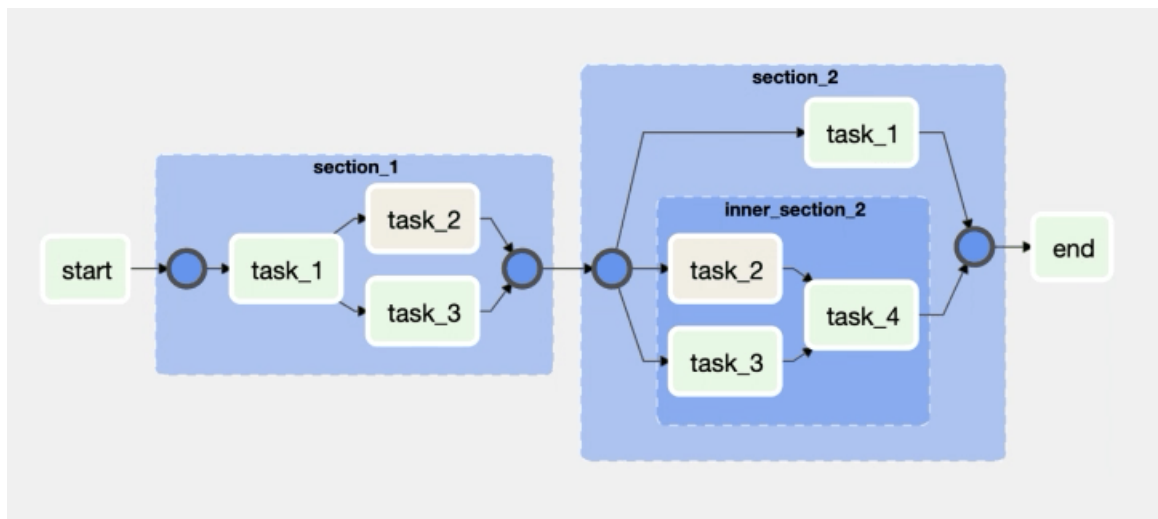 section_2
task_1
section_1
task_2
inner_section_2
start
task_1
task_2
end
task_3
task_4
task_3